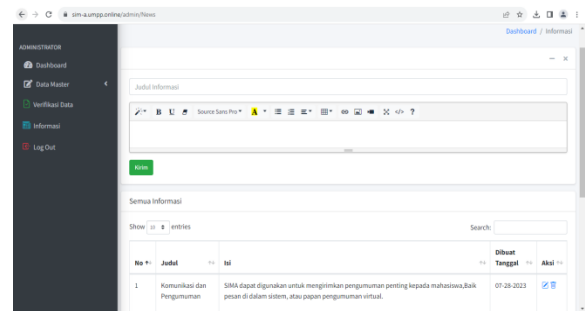 sim-a.umpp.online/admin/News
Dashboard / Informasi
ADMINISTRATOR
Dashboard
Data Master
Verifikasi Data
Informasi
Log Out
Judul Informasi
B U Source Sans Pro A ?
Kirim
Semua Informasi
Show 10 entries Search:
No Judul Isi Dibuat Tanggal Aksi
1 Komunikasi dan Pengumuman SIMA dapat digunakan untuk mengirimkan pengumuman penting kepada mahasiswa,Baik 07-28-2023
pesan di dalam sistem, atau papan pengumuman virtual.